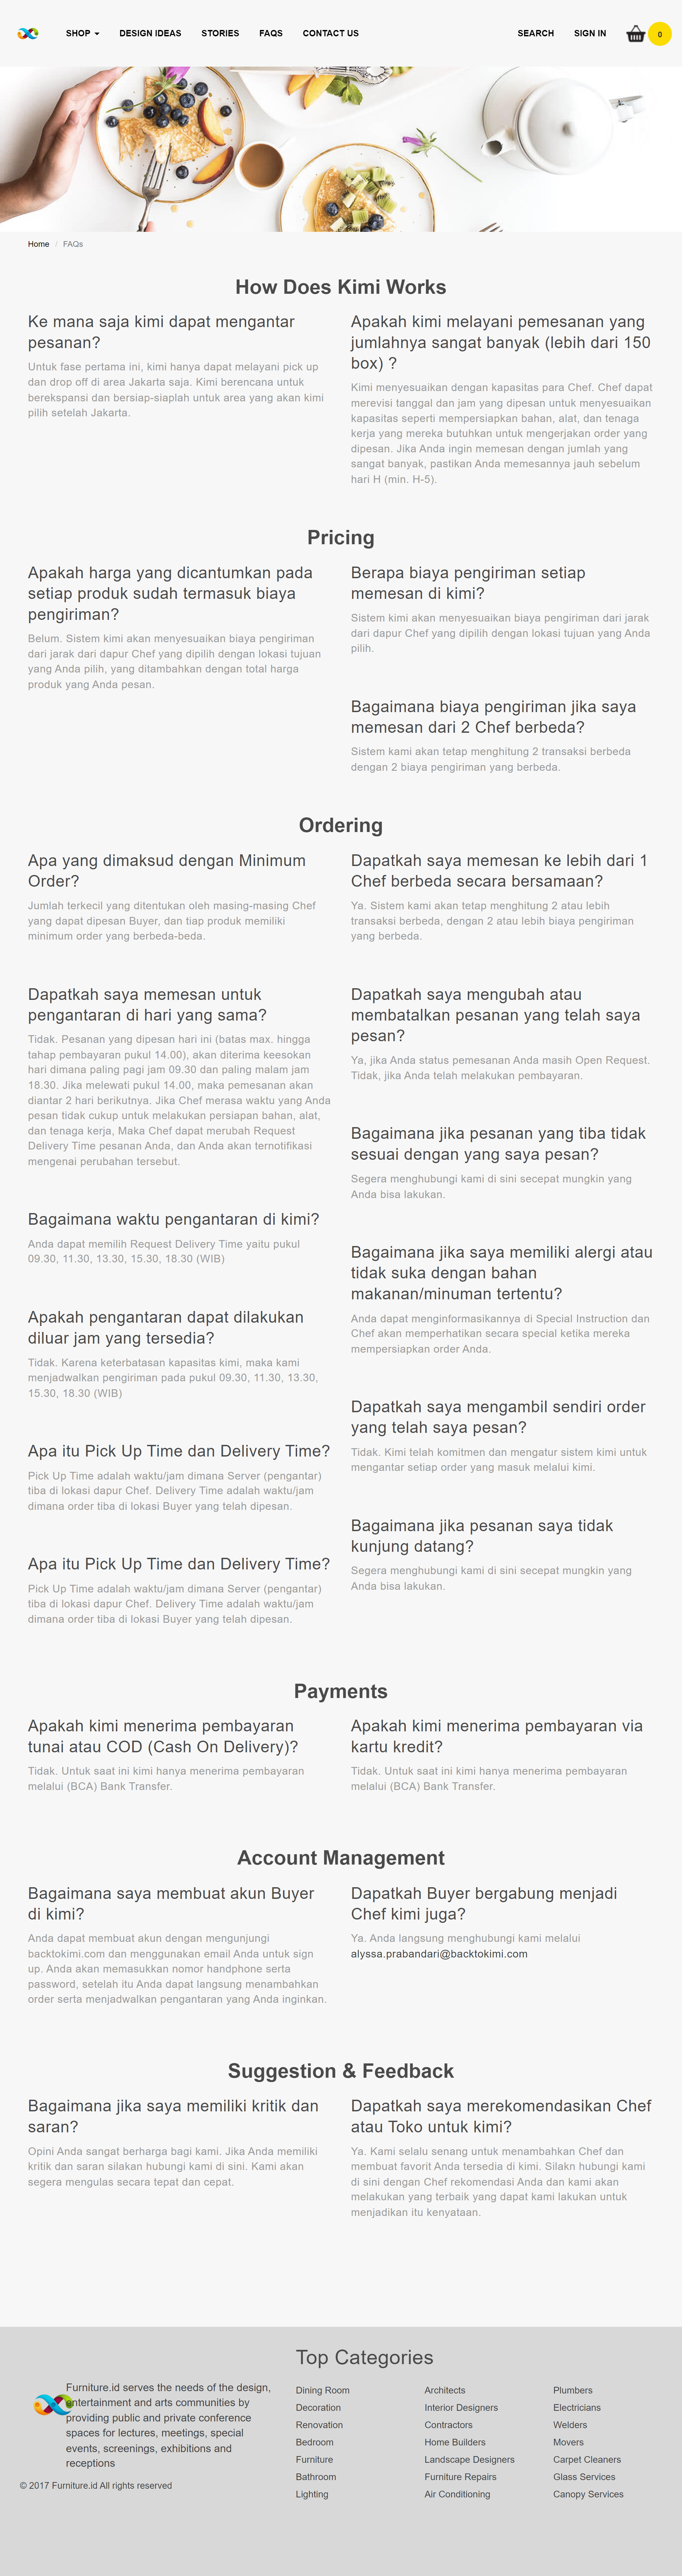 SHOP
DESIGN IDEAS
STORIES
FAQS
CONTACT US
SEARCH
SIGN IN
0
Home / FAQs
How Does Kimi Works
Ke mana saja kimi dapat mengantar
pesanan?
Untuk fase pertama ini, kimi hanya dapat melayani pick up
dan drop off di area Jakarta saja. Kimi berencana untuk
berekspansi dan bersiap-siaplah untuk area yang akan kimi
pilih setelah Jakarta.
Apakah kimi melayani pemesanan yang
jumlahnya sangat banyak (lebih dari 150
box) ?
Kimi menyesuaikan dengan kapasitas para Chef. Chef dapat
merevisi tanggal dan jam yang dipesan untuk menyesuaikan
kapasitas seperti mempersiapkan bahan, alat, dan tenaga
kerja yang mereka butuhkan untuk mengerjakan order yang
dipesan. Jika Anda ingin memesan dengan jumlah yang
sangat banyak, pastikan Anda memesannya jauh sebelum
hari H (min. H-5).
Pricing
Apakah harga yang dicantumkan pada
setiap produk sudah termasuk biaya
pengiriman?
Belum. Sistem kimi akan menyesuaikan biaya pengiriman
dari jarak dari dapur Chef yang dipilih dengan lokasi tujuan
yang Anda pilih, yang ditambahkan dengan total harga
produk yang Anda pesan.
Berapa biaya pengiriman setiap
memesan di kimi?
Sistem kimi akan menyesuaikan biaya pengiriman dari jarak
dari dapur Chef yang dipilih dengan lokasi tujuan yang Anda
pilih.
Bagaimana biaya pengiriman jika saya
memesan dari 2 Chef berbeda?
Sistem kami akan tetap menghitung 2 transaksi berbeda
dengan 2 biaya pengiriman yang berbeda.
Ordering
Apa yang dimaksud dengan Minimum
Order?
Jumlah terkecil yang ditentukan oleh masing-masing Chef
yang dapat dipesan Buyer, dan tiap produk memiliki
minimum order yang berbeda-beda.
Dapatkah saya memesan untuk
pengantaran di hari yang sama?
Tidak. Pesanan yang dipesan hari ini (batas max. hingga
tahap pembayaran pukul 14.00), akan diterima keesokan
hari dimana paling pagi jam 09.30 dan paling malam jam
18.30. Jika melewati pukul 14.00, maka pemesanan akan
diantar 2 hari berikutnya. Jika Chef merasa waktu yang Anda
pesan tidak cukup untuk melakukan persiapan bahan, alat,
dan tenaga kerja, Maka Chef dapat merubah Request
Delivery Time pesanan Anda, dan Anda akan ternotifikasi
mengenai perubahan tersebut.
Bagaimana waktu pengantaran di kimi?
Anda dapat memilih Request Delivery Time yaitu pukul
09.30, 11.30, 13.30, 15.30, 18.30 (WIB)
Apakah pengantaran dapat dilakukan
diluar jam yang tersedia?
Tidak. Karena keterbatasan kapasitas kimi, maka kami
menjadwalkan pengiriman pada pukul 09.30, 11.30, 13.30,
15.30, 18.30 (WIB)
Apa itu Pick Up Time dan Delivery Time?
Pick Up Time adalah waktu/jam dimana Server (pengantar)
tiba di lokasi dapur Chef. Delivery Time adalah waktu/jam
dimana order tiba di lokasi Buyer yang telah dipesan.
Apa itu Pick Up Time dan Delivery Time?
Pick Up Time adalah waktu/jam dimana Server (pengantar)
tiba di lokasi dapur Chef. Delivery Time adalah waktu/jam
dimana order tiba di lokasi Buyer yang telah dipesan.
Dapatkah saya memesan ke lebih dari 1
Chef berbeda secara bersamaan?
Ya. Sistem kami akan tetap menghitung 2 atau lebih
transaksi berbeda, dengan 2 atau lebih biaya pengiriman
yang berbeda.
Dapatkah saya mengubah atau
membatalkan pesanan yang telah saya
pesan?
Ya, jika Anda status pemesanan Anda masih Open Request.
Tidak, jika Anda telah melakukan pembayaran.
Bagaimana jika pesanan yang tiba tidak
sesuai dengan yang saya pesan?
Segera menghubungi kami di sini secepat mungkin yang
Anda bisa lakukan.
Bagaimana jika saya memiliki alergi atau
tidak suka dengan bahan
makanan/minuman tertentu?
Anda dapat menginformasikannya di Special Instruction dan
Chef akan memperhatikan secara special ketika mereka
mempersiapkan order Anda.
Dapatkah saya mengambil sendiri order
yang telah saya pesan?
Tidak. Kimi telah komitmen dan mengatur sistem kimi untuk
mengantar setiap order yang masuk melalui kimi.
Bagaimana jika pesanan saya tidak
kunjung datang?
Segera menghubungi kami di sini secepat mungkin yang
Anda bisa lakukan.
Payments
Apakah kimi menerima pembayaran
tunai atau COD (Cash On Delivery)?
Tidak. Untuk saat ini kimi hanya menerima pembayaran
melalui (BCA) Bank Transfer.
Apakah kimi menerima pembayaran via
kartu kredit?
Tidak. Untuk saat ini kimi hanya menerima pembayaran
melalui (BCA) Bank Transfer.
Account Management
Bagaimana saya membuat akun Buyer
di kimi?
Anda dapat membuat akun dengan mengunjungi
backtokimi.com dan menggunakan email Anda untuk sign
up. Anda akan memasukkan nomor handphone serta
password, setelah itu Anda dapat langsung menambahkan
order serta menjadwalkan pengantaran yang Anda inginkan.
Dapatkah Buyer bergabung menjadi
Chef kimi juga?
Ya. Anda langsung menghubungi kami melalui
alyssa.prabandari@backtokimi.com
Suggestion & Feedback
Bagaimana jika saya memiliki kritik dan
saran?
Opini Anda sangat berharga bagi kami. Jika Anda memiliki
kritik dan saran silakan hubungi kami di sini. Kami akan
segera mengulas secara tepat dan cepat.
Dapatkah saya merekomendasikan Chef
atau Toko untuk kimi?
Ya. Kami selalu senang untuk menambahkan Chef dan
membuat favorit Anda tersedia di kimi. Silakn hubungi kami
di sini dengan Chef rekomendasi Anda dan kami akan
melakukan yang terbaik yang dapat kami lakukan untuk
menjadikan itu kenyataan.
Furniture.id serves the needs of the design,
entertainment and arts communities by
providing public and private conference
spaces for lectures, meetings, special
events, screenings, exhibitions and
receptions
© 2017 Furniture.id All rights reserved
Top Categories
Dining Room
Decoration
Renovation
Bedroom
Furniture
Bathroom
Lighting
Architects
Interior Designers
Contractors
Home Builders
Landscape Designers
Furniture Repairs
Air Conditioning
Plumbers
Electricians
Welders
Movers
Carpet Cleaners
Glass Services
Canopy Services